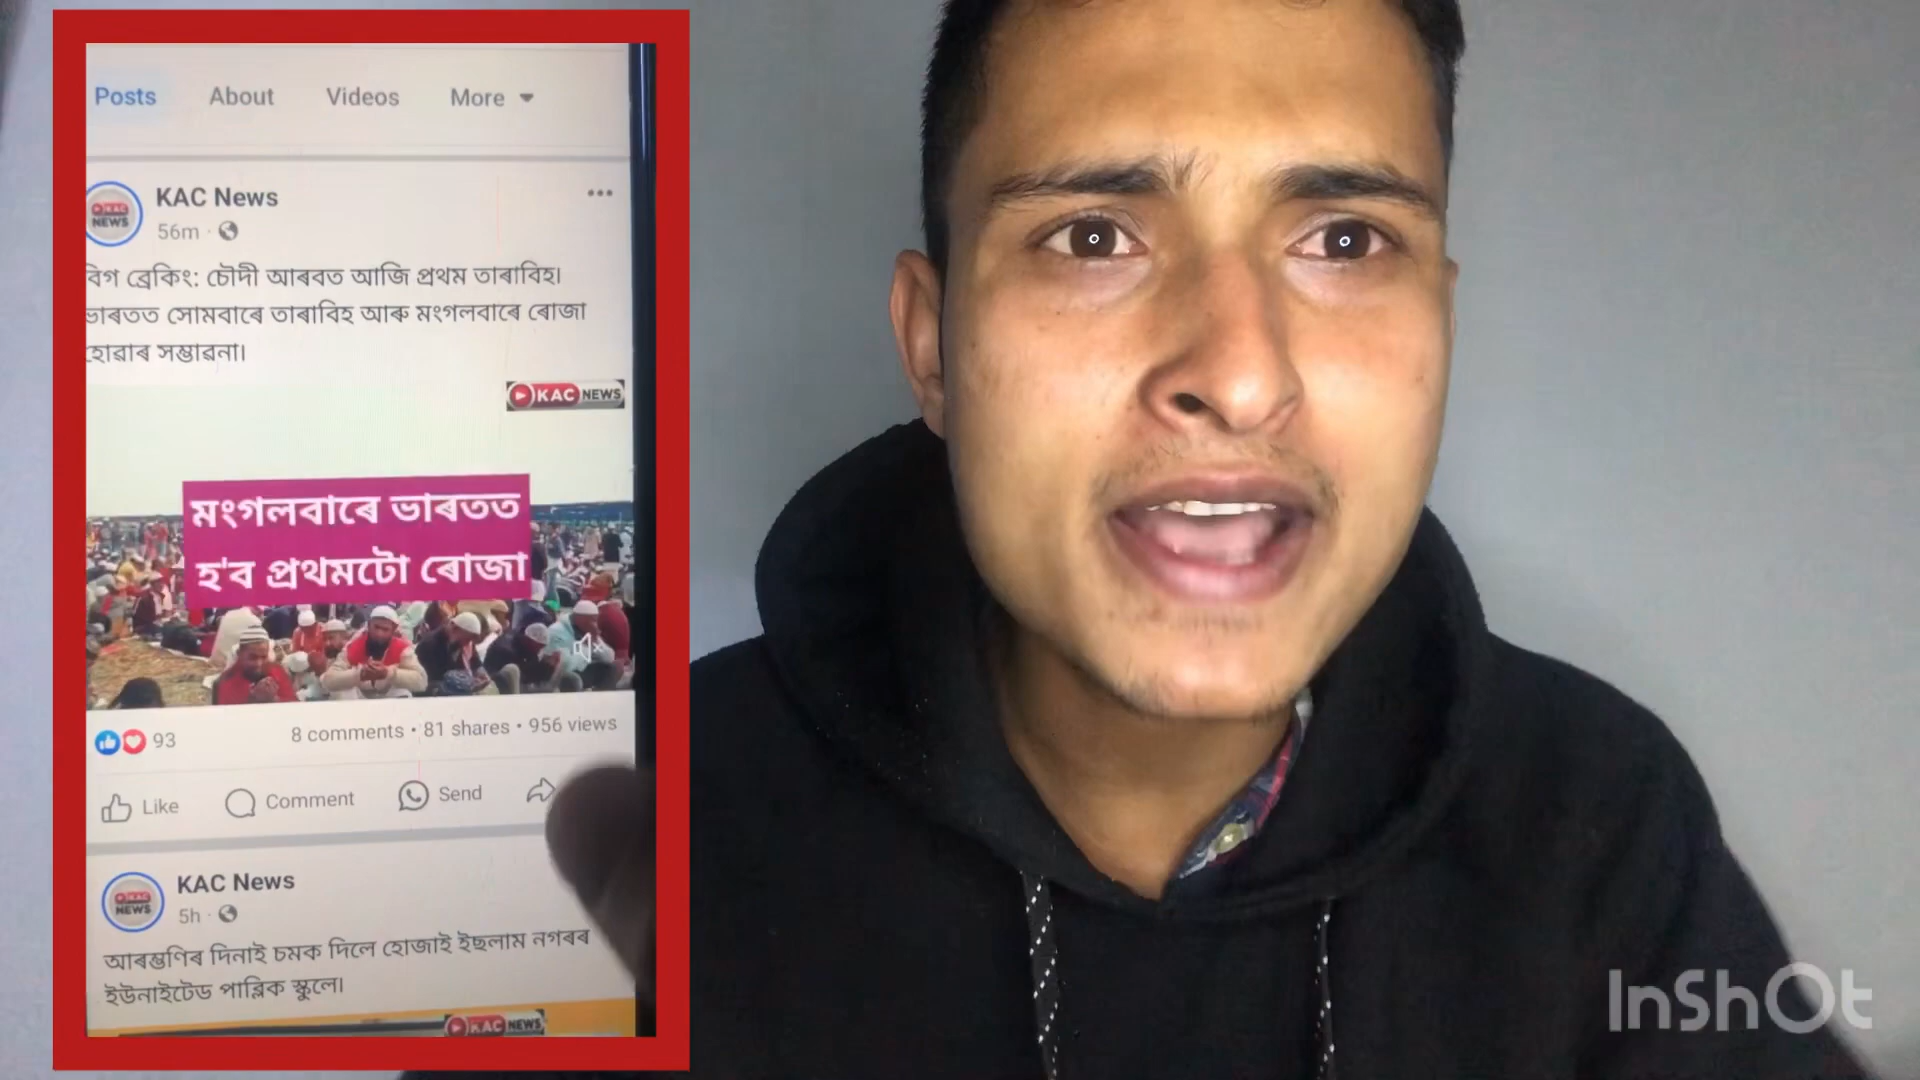 Posts About Videos More
KAC News
56m
বিগ ব্ৰেকিং: চৌদী আৰবত আজি প্ৰথম তাৰাবিহ।
ভাৰতত সোমবাৰে তাৰাবিহ আৰু মংগলবাৰে ৰোজা
হোৱাৰ সম্ভাৱনা।
KAC NEWS
মংগলবাৰে ভাৰতত
হ'ব প্ৰথমটো ৰোজা
93 8 comments • 81 shares • 956 views
Like Comment Send
KAC News
5h
আৰম্ভণিৰ দিনাই চমক দিলে হোজাই ইছলাম নগৰৰ
ইউনাইটেড পাব্লিক স্কুলে।
KAC NEWS
InShOt